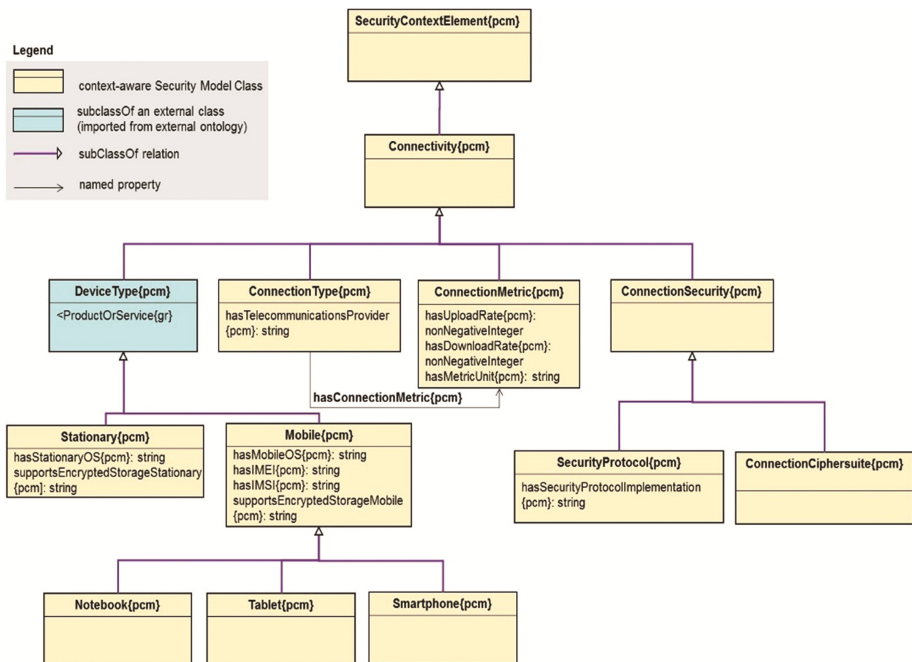 SecurityContextElement{pcm}
Legend
context-aware Security Model Class
subclassOf an external class
(imported from external ontology)
subClassOf relation
named property
Connectivity{pcm}
DeviceType{pcm}
<ProductOrService{gr}
ConnectionType{pcm}
hasTelecommunicationsProvider
{pcm}: string
ConnectionMetric{pcm}
hasUploadRate{pcm}:
nonNegativeInteger
hasDownloadRate{pcm}:
nonNegativeInteger
hasMetricUnit{pcm}: string
ConnectionSecurity{pcm}
hasConnectionMetric{pcm}
Stationary{pcm}
hasStationaryOS{pcm}: string
supportsEncryptedStorageStationary
{pcm]: string
Mobile{pcm}
hasMobileOS{pcm}: string
hasIMEI{pcm}: string
hasIMSI{pcm}: string
supportsEncryptedStorageMobile
{pcm}: string
SecurityProtocol{pcm}
hasSecurityProtocolImplementation
{pcm}: string
ConnectionCiphersuite{pcm}
Notebook{pcm}
Tablet{pcm}
Smartphone{pcm}